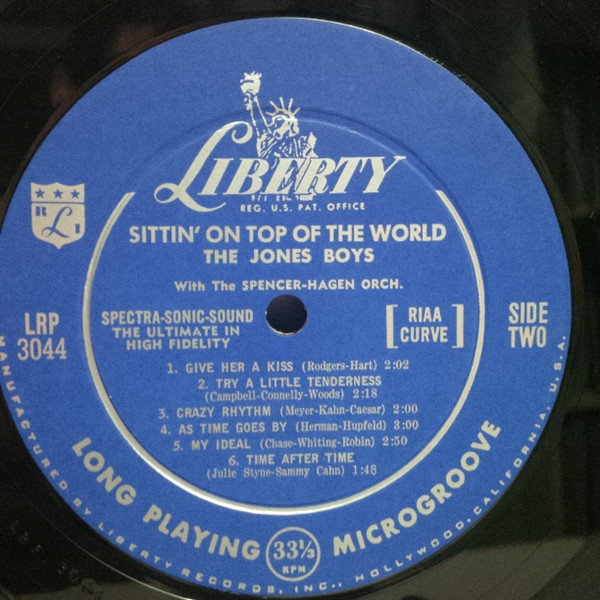 LIBERTY
REG. U.S. PAT. OFFICE
"L"
SITTIN' ON TOP OF THE WORLD
THE JONES BOYS
With The SPENCER-HAGEN ORCH.
LRP
3044
SPECTRA-SONIC-SOUND
THE ULTIMATE IN
HIGH FIDELITY
[RIAA
CURVE]
SIDE
TWO
1. GIVE HER A KISS (Rodgers-Hart) 2:02
2. TRY A LITTLE TENDERNESS
(Campbell-Connelly-Woods) 2:18
3. CRAZY RHYTHM (Meyer-Kahn-Caesar) 2:00
4. AS TIME GOES BY (Herman-Hupfeld) 3:00
5. MY IDEAL (Chase-Whiting-Robin) 2:50
6. TIME AFTER TIME
(Julie Styne-Sammy Cahn) 1:48
LONG PLAYING 33⅓ RPM MICROGROOVE
MANUFACTURED BY LIBERTY RECORDS, INC., HOLLYWOOD, CALIFORNIA, U.S.A.